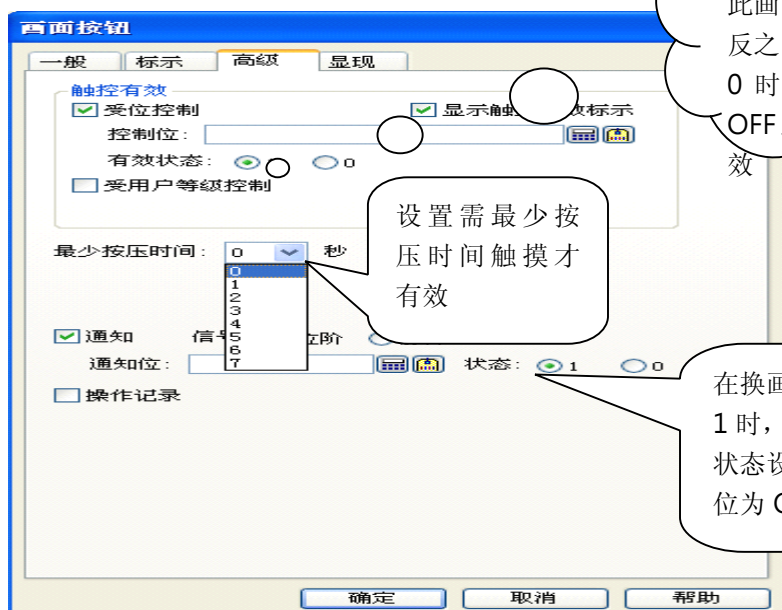 画面按钮
此画
反之
0 时
OFF
效
一般 标示 高级 显现
触控有效
受位控制 显示触 效标示
控制位:
有效状态: 0
受用户等级控制
设置需最少按
压时间触摸才
有效
最少按压时间: 0 秒
0
1
2
3
4
5
6
7
通知 信号
通知位: 状态: 1 0
操作记录
在换画
1 时,
状态设
位为
确定 取消 帮助